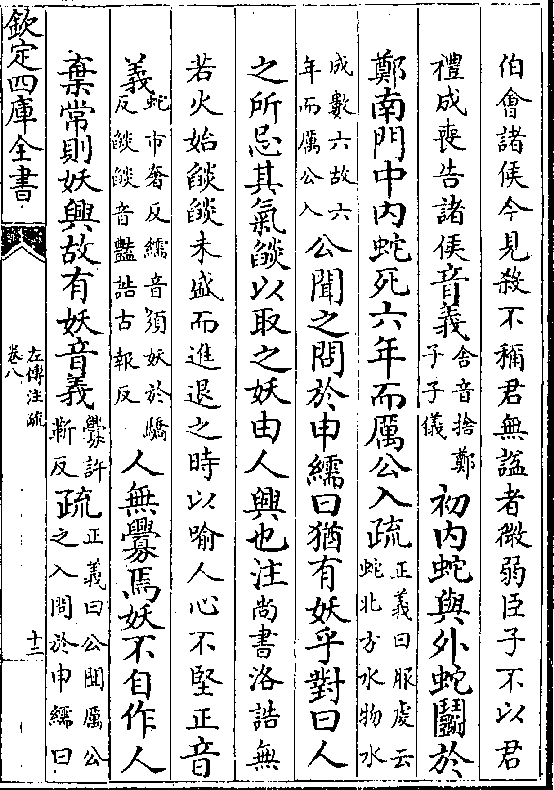 伯會諸侯今見殺不稱君無諡者微弱臣子不以君
禮成喪告諸侯音義舍音捨鄭子子儀初內蛇與外蛇鬭於
鄭南門中內蛇死六年而厲公入疏正義曰服虔云蛇北方水物水
成數六故六年而厲公入公聞之問於申繻曰猶有妖乎對曰人
之所忌其氣燄以取之妖由人興也注尚書洛誥無
若火始燄燄未盛而進退之時以喻人心不堅正音
義蛇市奢反繻音須妖於驕反燄燄音豔誥古報反人無釁焉妖不自作人
棄常則妖興故有妖音義釁許靳反疏正義曰公聞厲公之入問於申繻曰
欽定四庫全書
左傳注疏
卷八
十三